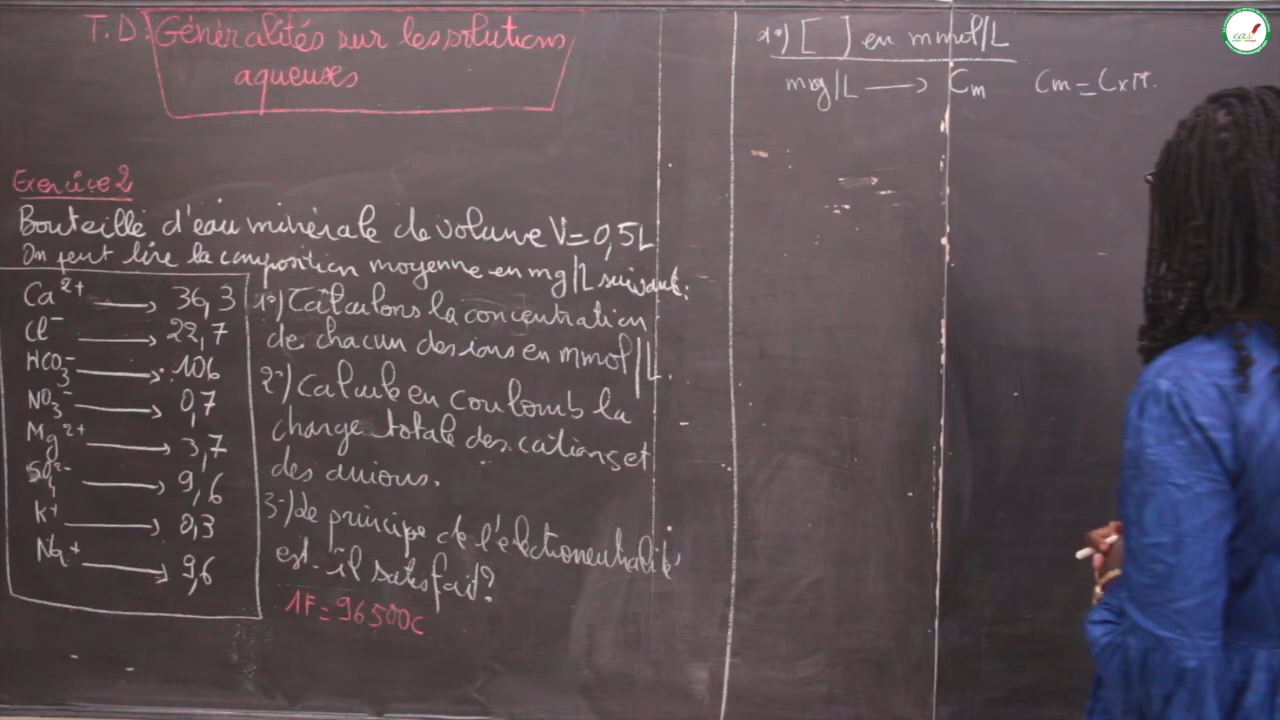 T.D: Généralités sur les solutions
aqueuses
Exercice 2
Bouteille d'eau minérale de volume V = 0,5L
On peut lire la composition moyenne en mg/L suivant:
Ca²⁺ → 36,3
Cl⁻ → 22,7
HCO₃⁻ → 106
NO₃⁻ → 0,7
Mg²⁺ → 3,7
SO₄²⁻ → 9,6
K⁺ → 0,3
Na⁺ → 9,6
1°) Calculons la concentration
de chacun des ions en mmol/L.
2-) Calcule en coulomb la
charge totale des cations et
des anions.
3-) Le principe de l'électroneutralité
est-il satisfait?
1F = 96500C
1°) [ ] en mmol/L
mg/L → Cm Cm = C×M.
eas